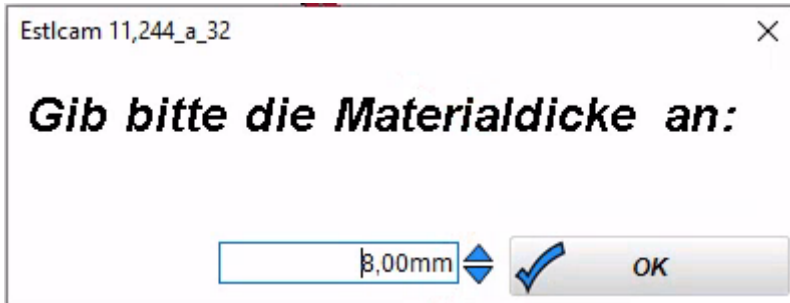 Estlcam 11,244_a_32
Gib bitte die Materialdicke an:
8,00mm
OK